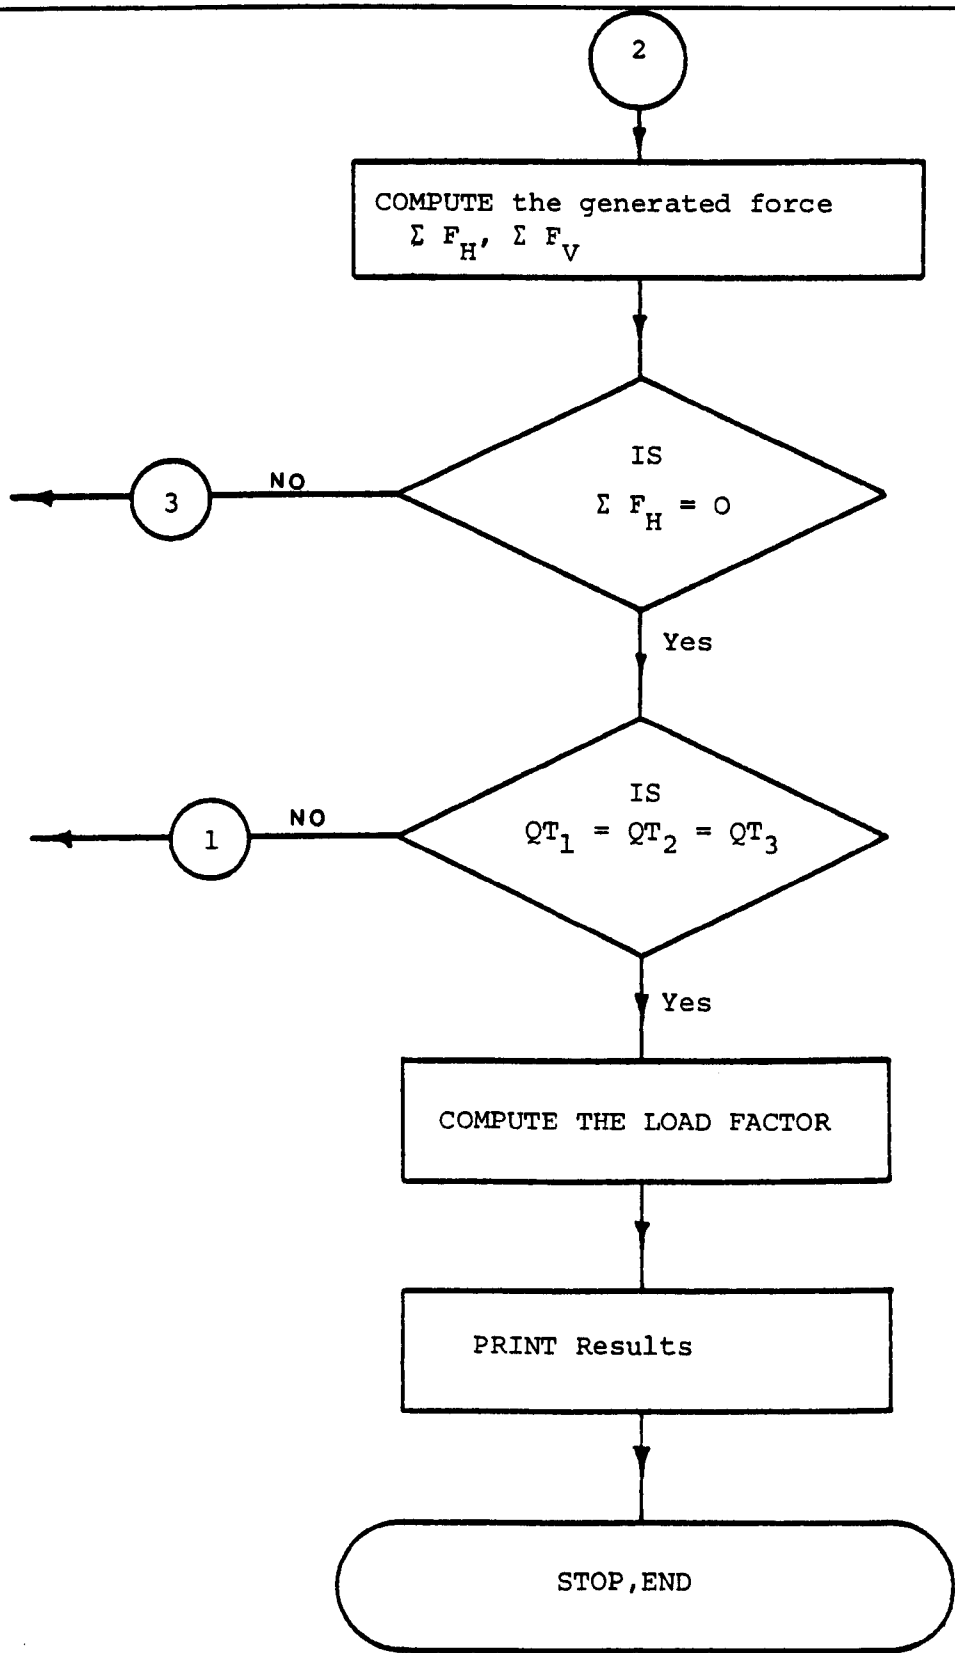 2
COMPUTE the generated force
Σ F_H, Σ F_V
IS
Σ F_H = O
NO
3
Yes
IS
QT_1 = QT_2 = QT_3
NO
1
Yes
COMPUTE THE LOAD FACTOR
PRINT Results
STOP,END